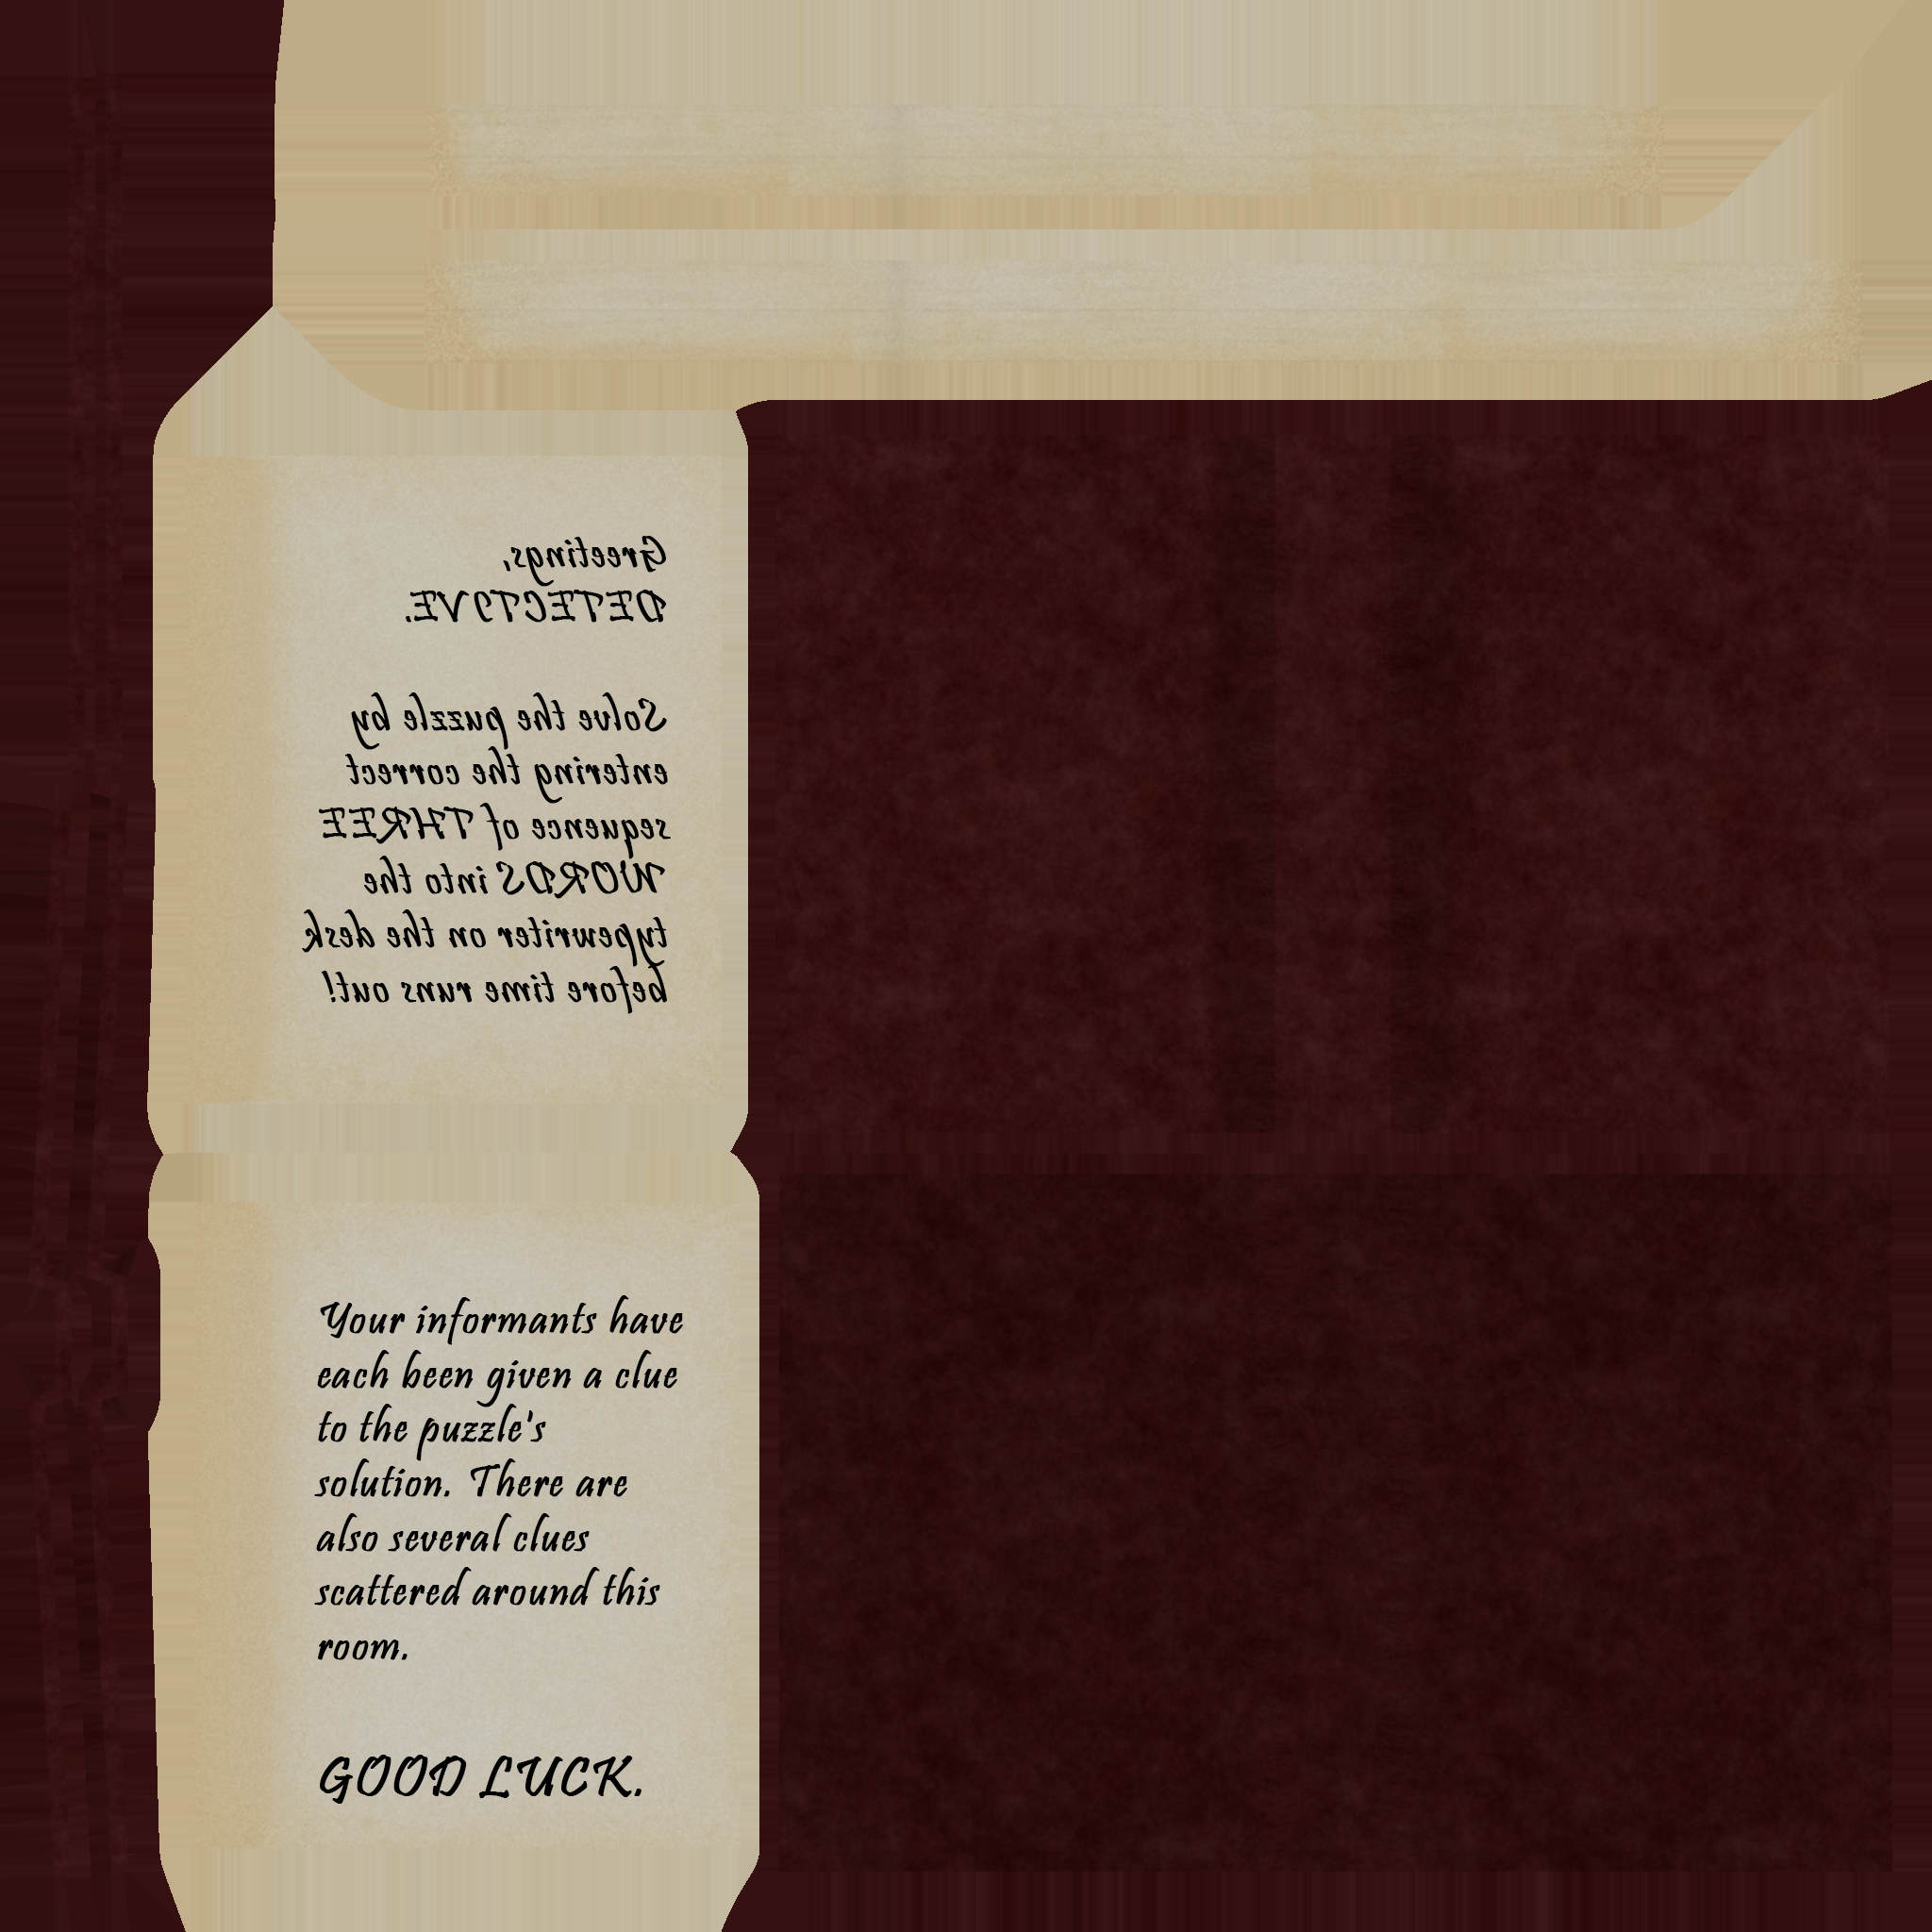 Greetings,
DETECTIVE.
Solve the puzzle by
entering the correct
sequence of THREE
WORDS into the
typewriter on the desk
before time runs out!
Your informants have
each been given a clue
to the puzzle's
solution. There are
also several clues
scattered around this
room.
GOOD LUCK.